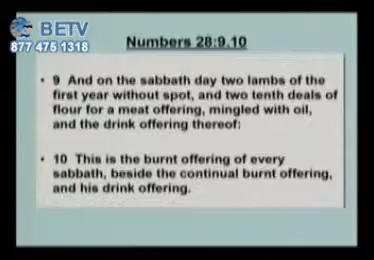 BETV
877 475 1318
Numbers 28:9.10
• 9 And on the sabbath day two lambs of the
first year without spot, and two tenth deals of
flour for a meat offering, mingled with oil,
and the drink offering thereof:
• 10 This is the burnt offering of every
sabbath, beside the continual burnt offering,
and his drink offering.